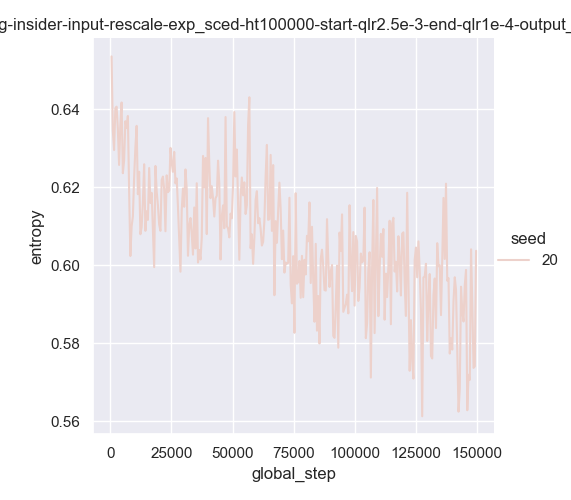 g-insider-input-rescale-exp_sced-ht100000-start-qlr2.5e-3-end-qlr1e-4-output_
0.64
0.62
0.60
0.58
0.56
entropy
0 25000 50000 75000 100000 125000 150000
global_step
seed
20